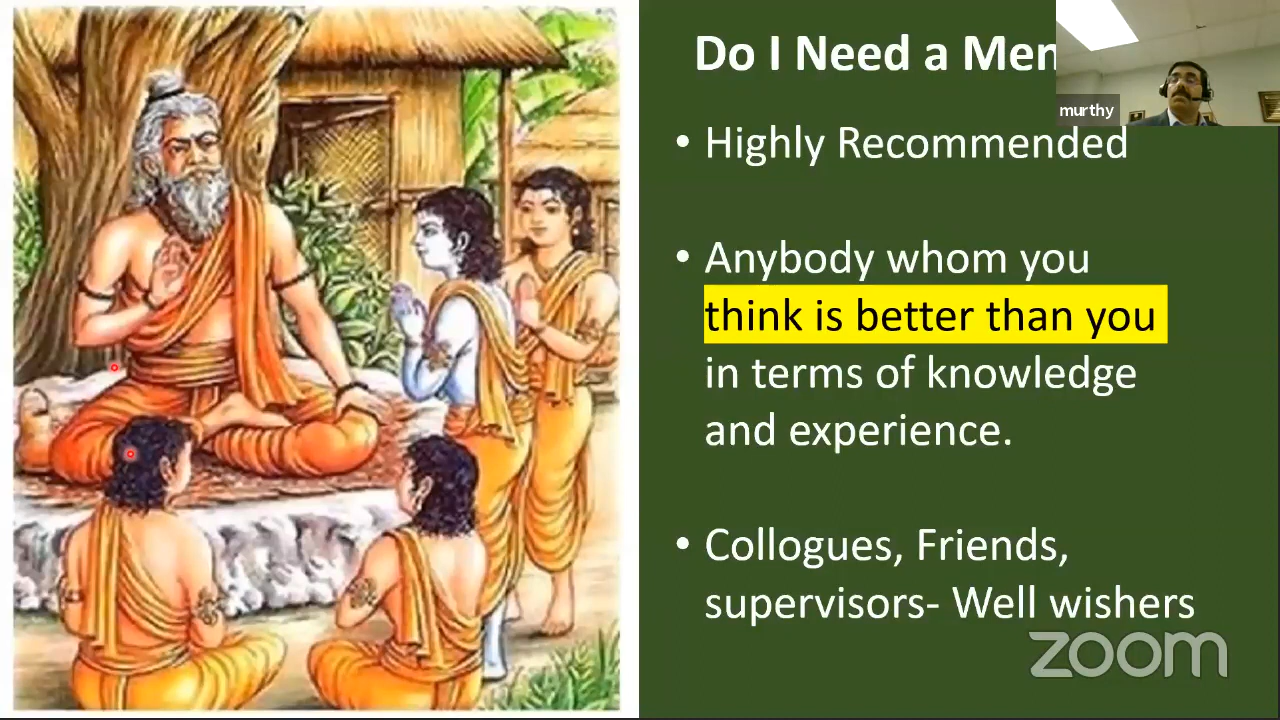 Do I Need a Men
murthy
• Highly Recommended
• Anybody whom you
think is better than you
in terms of knowledge
and experience.
• Collogues, Friends,
supervisors- Well wishers
zoom